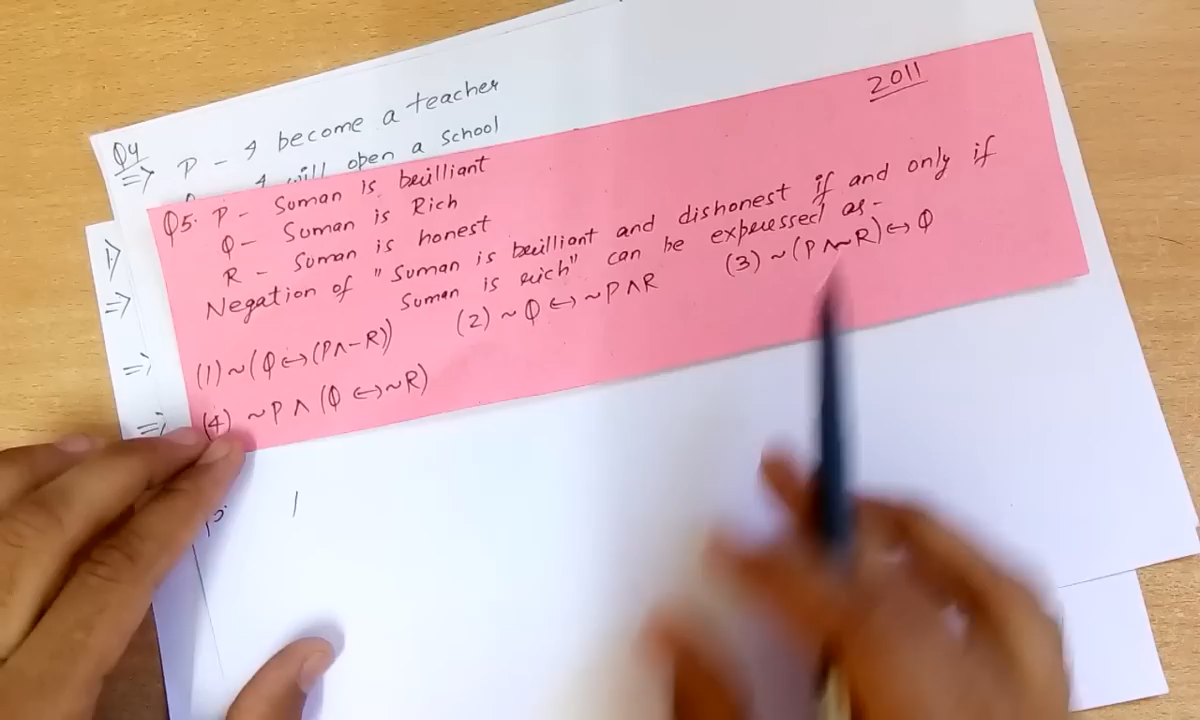 Q4
=> P - I become a teacher
I will open a school
2011
Q5. P- Suman is brilliant
Q- Suman is Rich
R - Suman is honest
Negation of "Suman is brilliant and dishonest if and only if
Suman is rich" can be expressed as-
(1) ~(Q↔(P∧~R)) (2) ~Q↔~P∧R (3) ~(P∧~R)↔Q
(4) ~P∧(Q↔~R)
=>
=>
=>